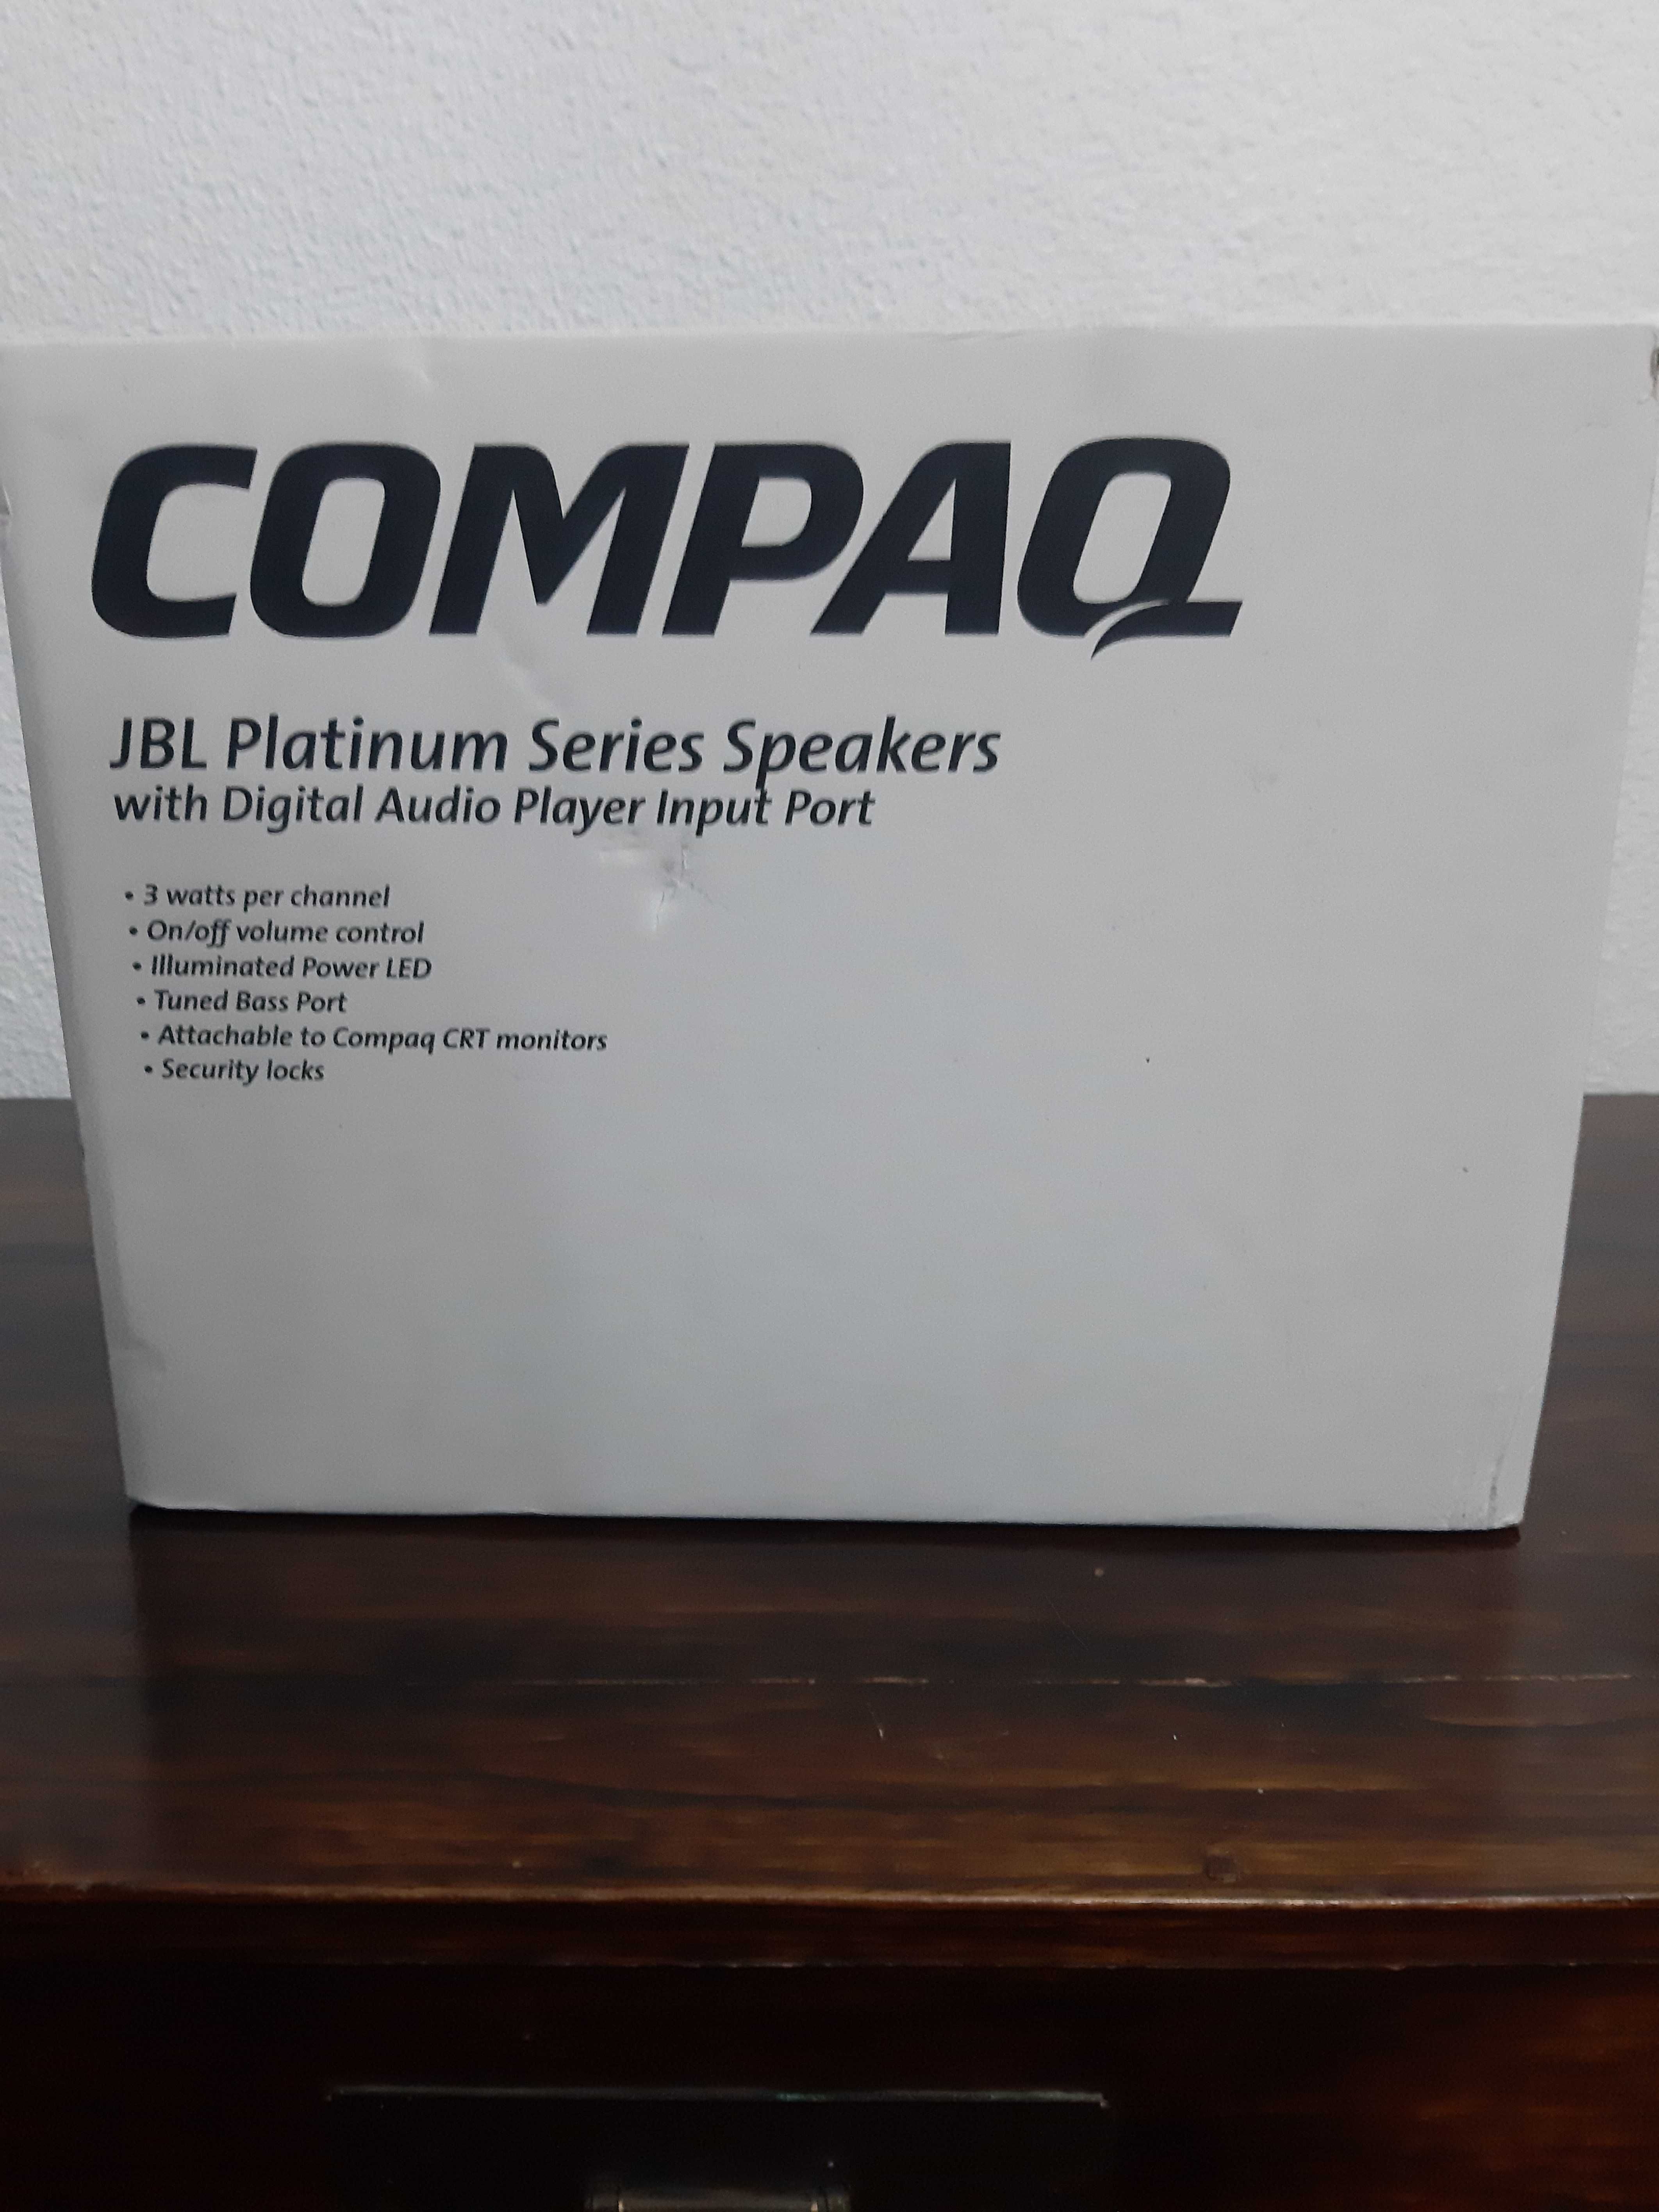 COMPAQ
JBL Platinum Series Speakers
with Digital Audio Player Input Port
• 3 watts per channel
• On/off volume control
• Illuminated Power LED
• Tuned Bass Port
• Attachable to Compaq CRT monitors
• Security locks